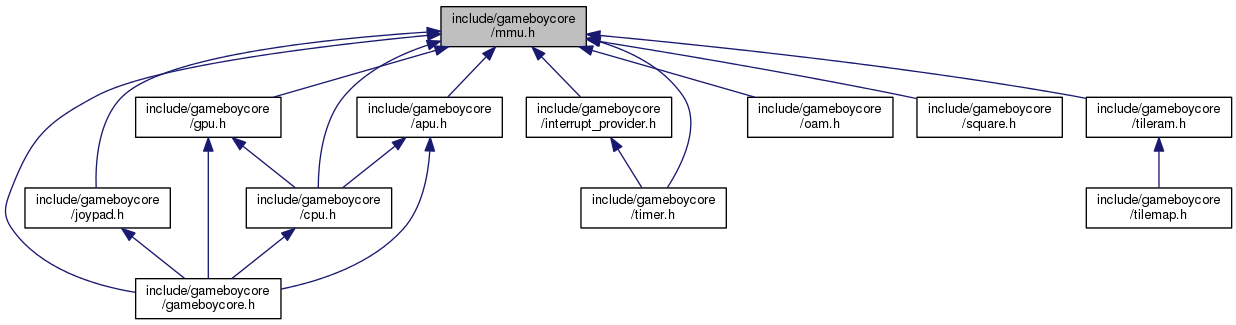 include/gameboycore
/mmu.h
include/gameboycore
/gpu.h
include/gameboycore
/apu.h
include/gameboycore
/interrupt_provider.h
include/gameboycore
/oam.h
include/gameboycore
/square.h
include/gameboycore
/tileram.h
include/gameboycore
/joypad.h
include/gameboycore
/cpu.h
include/gameboycore
/timer.h
include/gameboycore
/tilemap.h
include/gameboycore
/gameboycore.h